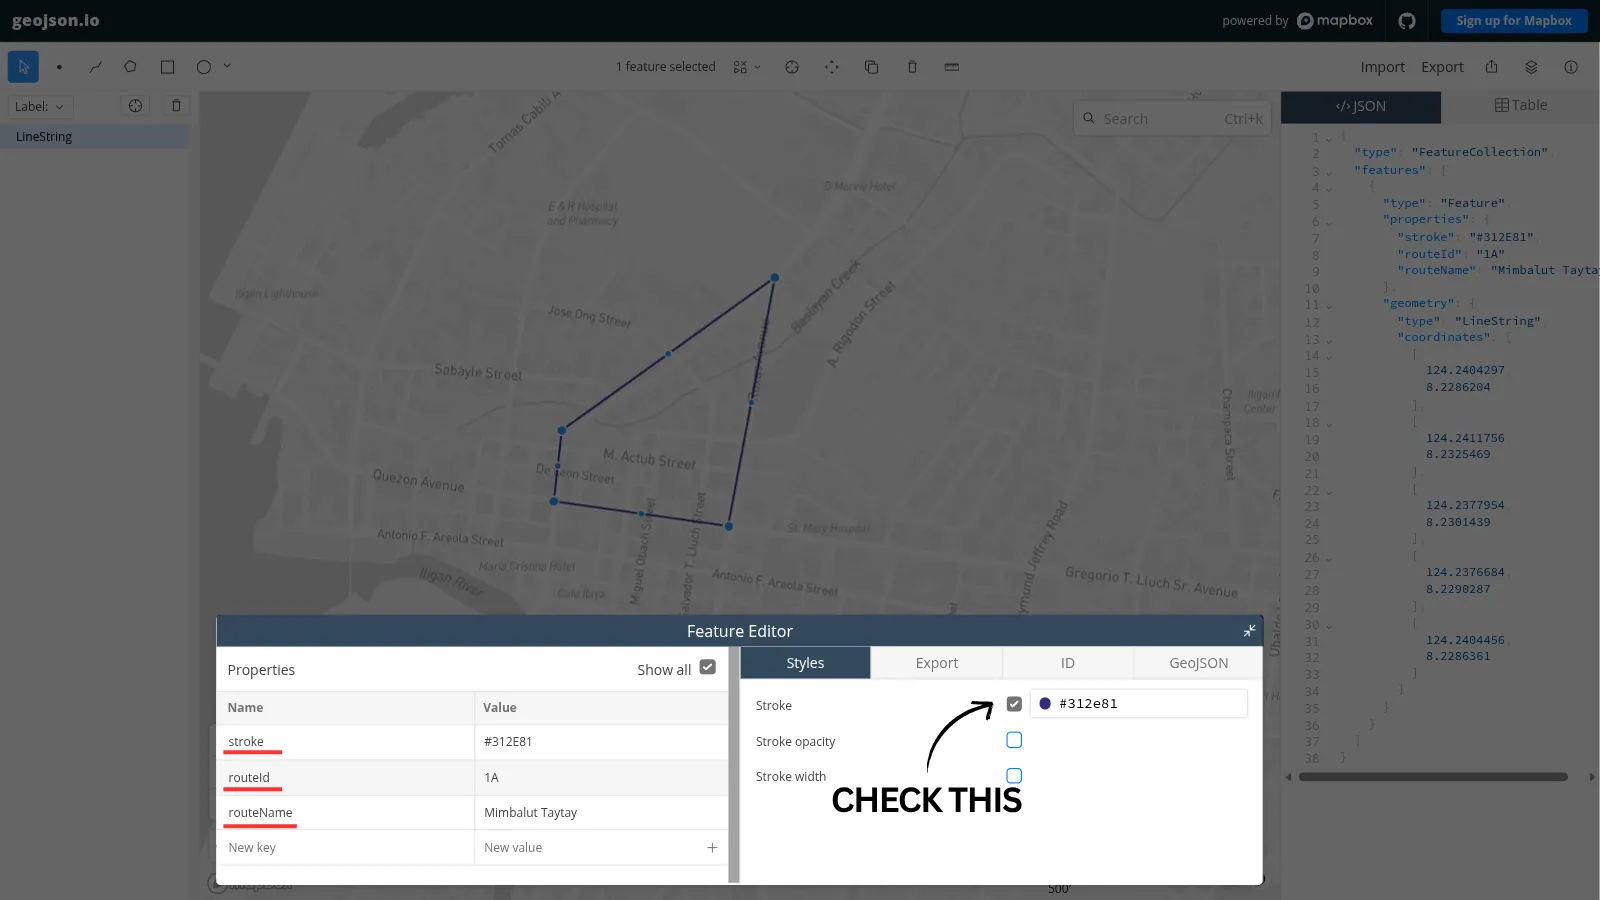 geojson.io
powered by mapbox
Sign up for Mapbox
1 feature selected
Import Export
Label:
LineString
Search Ctrl+k
</> JSON
Table
Tomas Cabili A
D'Morvie Hotel
E & R Hospital
and Pharmacy
Iligan Lighthouse
Jose Ong Street
Baslayan Creek
A. Rigodon Street
Sabayle Street
M. Actub Street
Quezon Avenue
Antonio F. Areola Street
St. Mary Hospital
Maria Cristina Hotel
Iligan River
Miguel Obach Street
Salvador T. Lluch Street
Antonio F. Areola Street
Gregorio T. Lluch Sr. Avenue
Champaca Street
Iligan
Center
1 {
2 "type": "FeatureCollection",
3 "features": [
4 {
5 "type": "Feature",
6 "properties": {
7 "stroke": "#312E81",
8 "routeId": "1A"
9 "routeName" "Mimbalut Tayta
10 },
11 "geometry": {
12 "type" "LineString",
13 "coordinates": [
14 [
15 124.2404297,
16 8.2286204
17 ],
18 [
19 124.2411756,
20 8.2325469
21 ],
22 [
23 124.2377954,
24 8.2301439
25 ],
26 [
27 124.2376684,
28 8.2290287
29 ],
30 [
31 124.2404456,
32 8.2286361
33 ]
34 ]
35 }
36 }
37 ]
38 }
Feature Editor
Properties Show all
Name Value
stroke #312E81
routeId 1A
routeName Mimbalut Taytay
New key New value
Styles Export ID GeoJSON
Stroke #312e81
Stroke opacity
Stroke width
CHECK THIS
500'